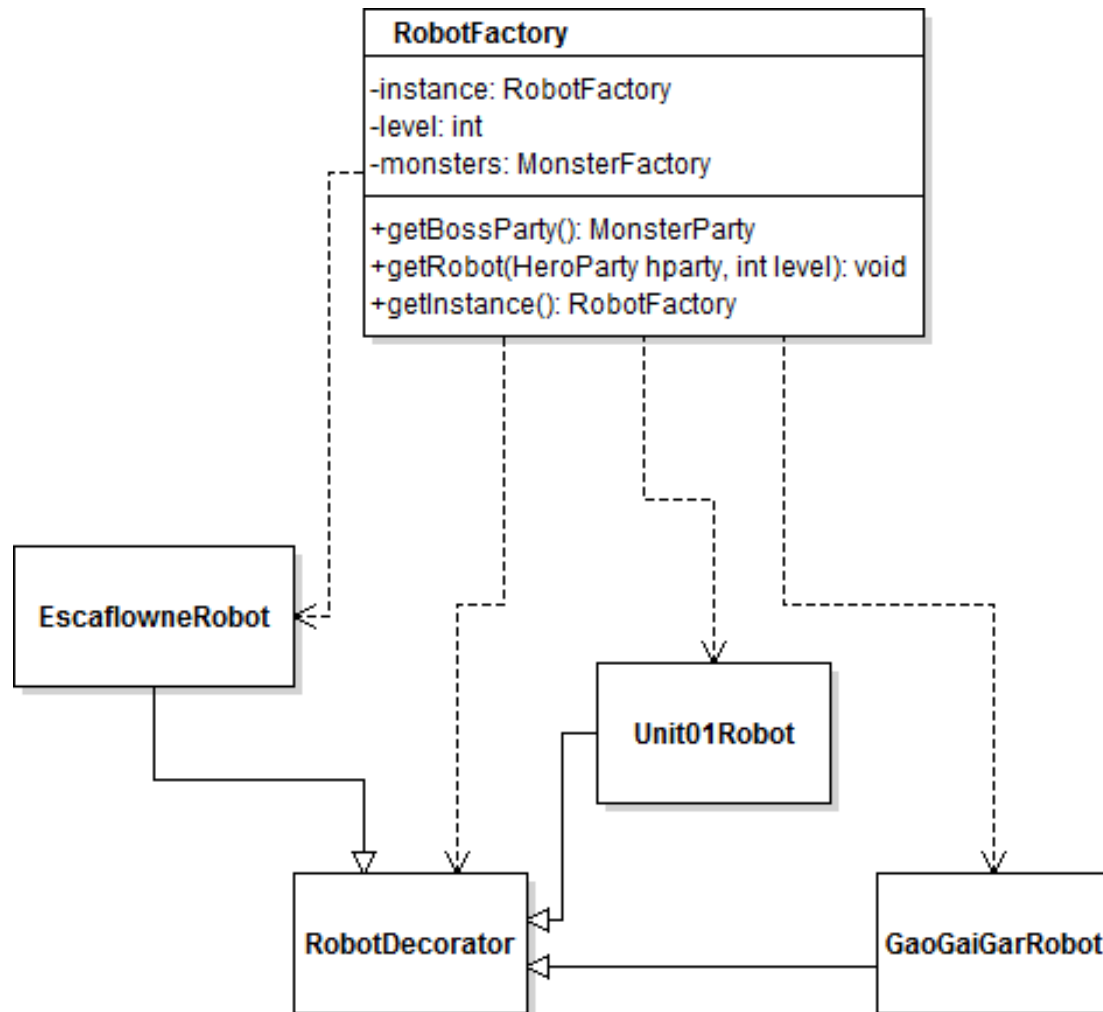 RobotFactory
-instance: RobotFactory
-level: int
-monsters: MonsterFactory
+getBossParty(): MonsterParty
+getRobot(HeroParty hparty, int level): void
+getInstance(): RobotFactory
EscaflowneRobot
Unit01Robot
RobotDecorator
GaoGaiGarRobot